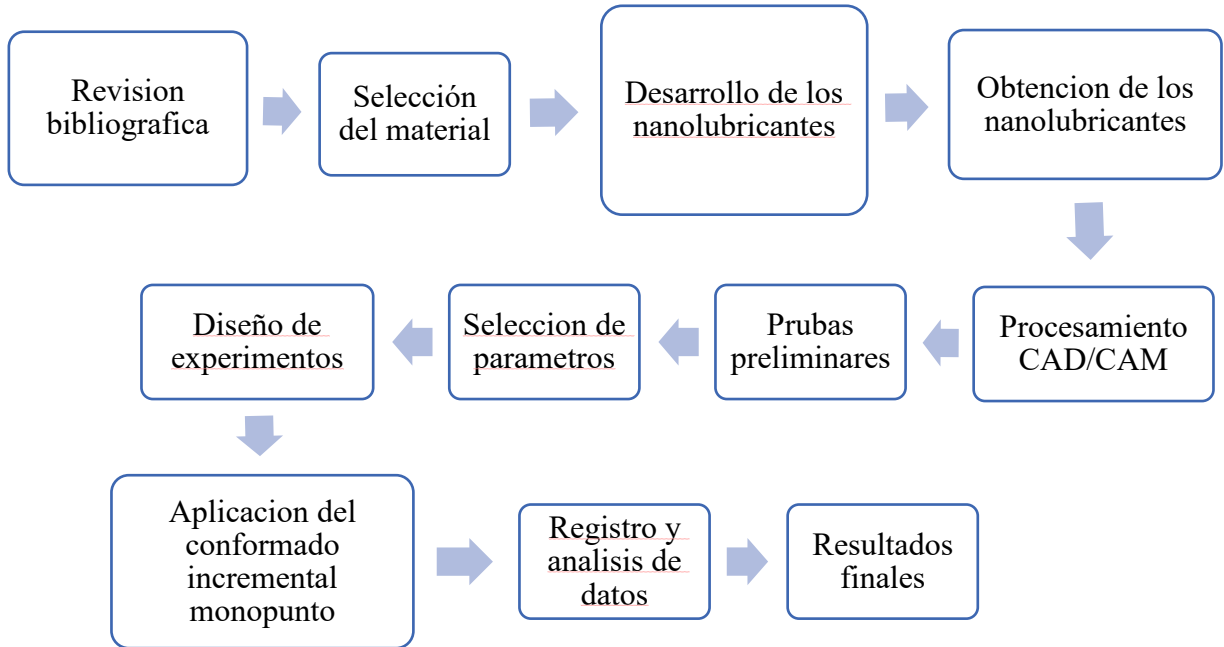 Revision
bibliografica
Selección
del material
Desarrollo de los
nanolubricantes
Obtencion de los
nanolubricantes
Procesamiento
CAD/CAM
Prubas
preliminares
Seleccion de
parametros
Diseño de
experimentos
Aplicacion del
conformado
incremental
monopunto
Registro y
analisis de
datos
Resultados
finales